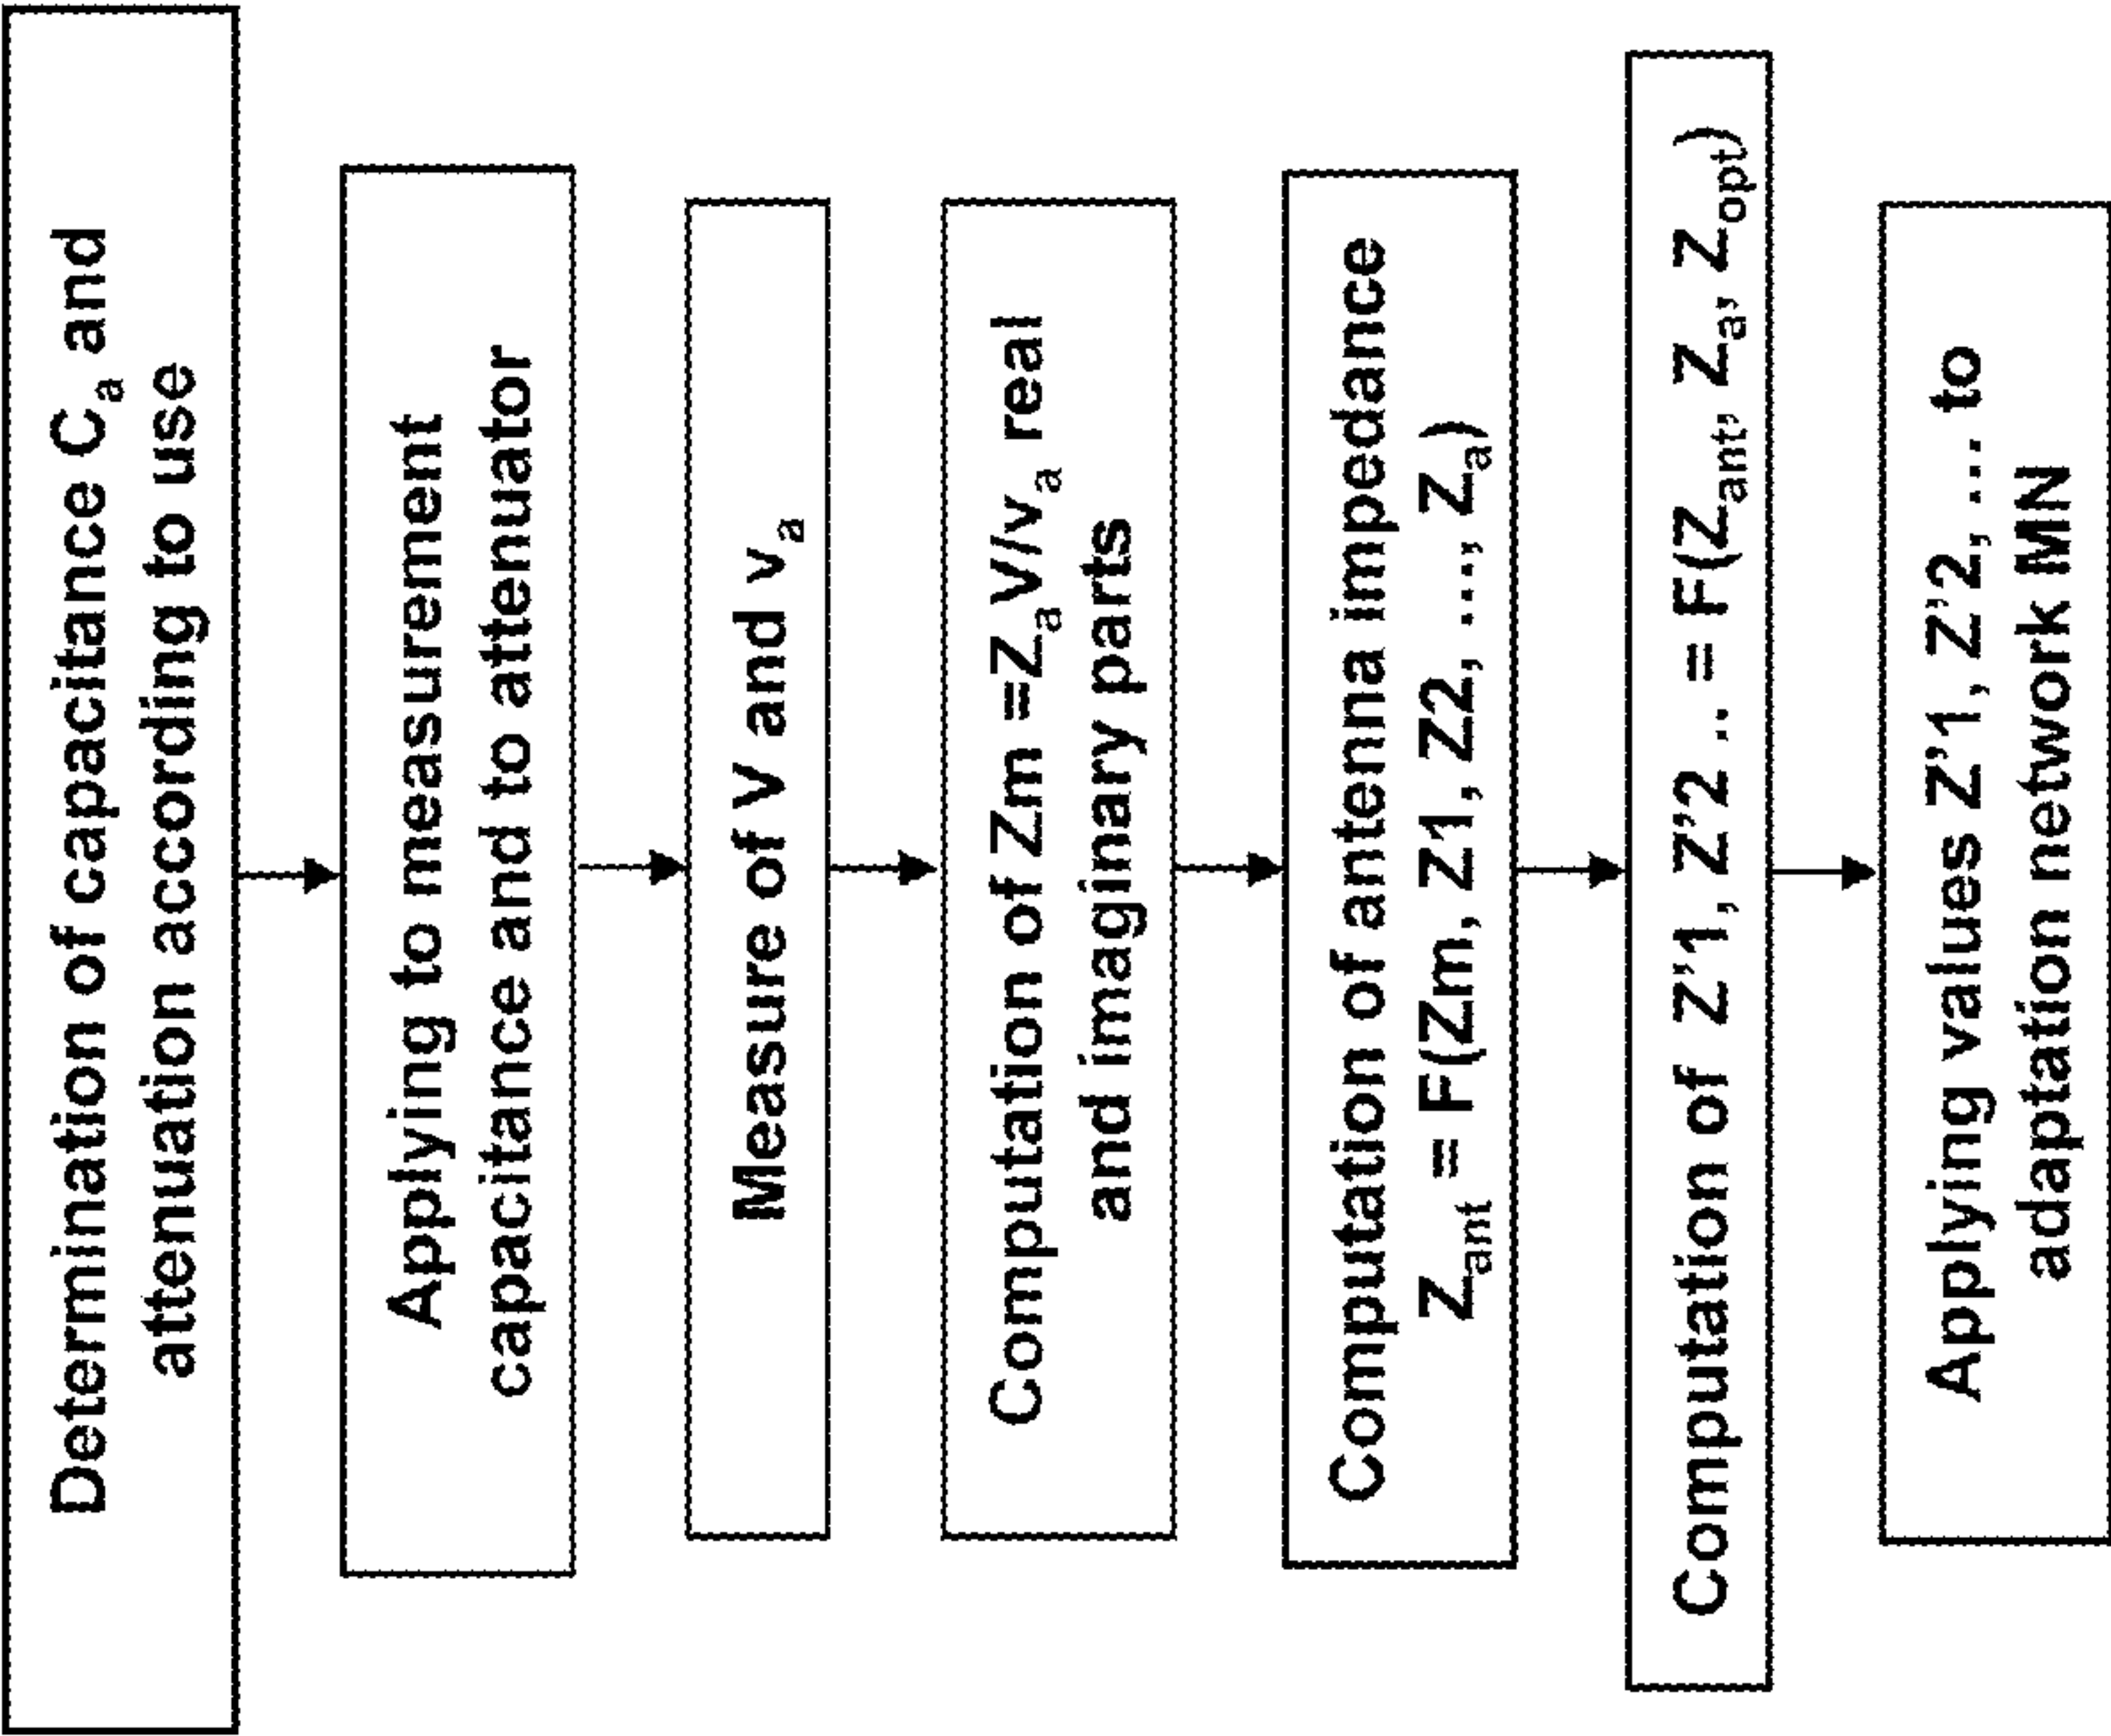 Determination of capacitance Ca and
attenuation according to use
Applying to measurement
capacitance and to attenuator
Measure of V and va
Computation of Zm =ZaV/va real
and imaginary parts
Computation of antenna impedance
Zant = F(Zm, Z1, Z2, ..., Za)
Computation of Z'1, Z'2 .. = F(Zant, Za, Zopt)
Applying values Z'1, Z'2, ... to
adaptation network MN